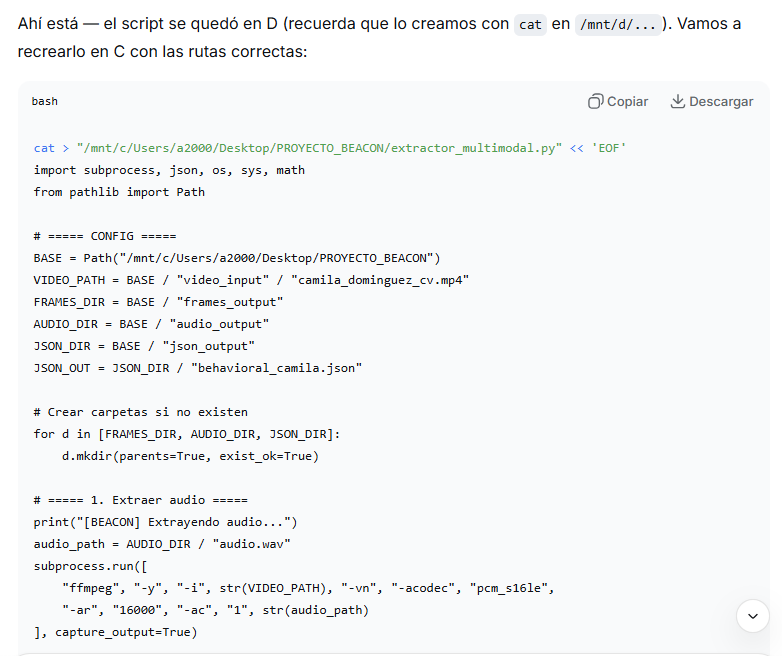 Ahí está — el script se quedó en D (recuerda que lo creamos con cat en /mnt/d/...). Vamos a
recrearlo en C con las rutas correctas:
bash
Copiar
Descargar
cat > "/mnt/c/Users/a2000/Desktop/PROYECTO_BEACON/extractor_multimodal.py" << 'EOF'
import subprocess, json, os, sys, math
from pathlib import Path
# ===== CONFIG =====
BASE = Path("/mnt/c/Users/a2000/Desktop/PROYECTO_BEACON")
VIDEO_PATH = BASE / "video_input" / "camila_dominguez_cv.mp4"
FRAMES_DIR = BASE / "frames_output"
AUDIO_DIR = BASE / "audio_output"
JSON_DIR = BASE / "json_output"
JSON_OUT = JSON_DIR / "behavioral_camila.json"
# Crear carpetas si no existen
for d in [FRAMES_DIR, AUDIO_DIR, JSON_DIR]:
    d.mkdir(parents=True, exist_ok=True)
# ===== 1. Extraer audio =====
print("[BEACON] Extrayendo audio...")
audio_path = AUDIO_DIR / "audio.wav"
subprocess.run([
    "ffmpeg", "-y", "-i", str(VIDEO_PATH), "-vn", "-acodec", "pcm_s16le",
    "-ar", "16000", "-ac", "1", str(audio_path)
], capture_output=True)